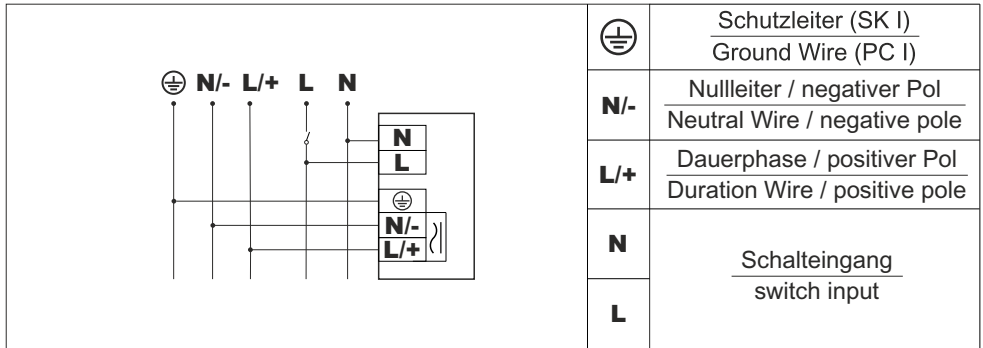 N/- L/+ L N
N
L
N/-
L/+
Schutzleiter (SK I)
Ground Wire (PC I)
N/-
Nullleiter / negativer Pol
Neutral Wire / negative pole
L/+
Dauerphase / positiver Pol
Duration Wire / positive pole
N
L
Schalteingang
switch input